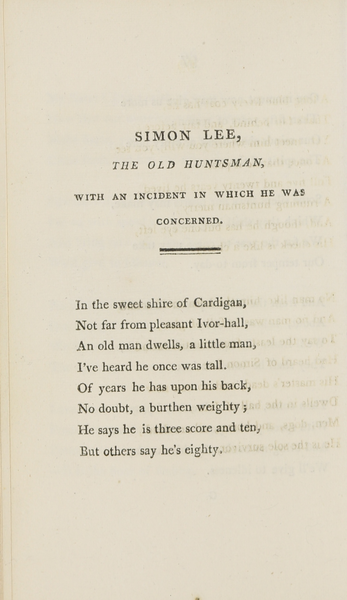 SIMON LEE,
THE OLD HUNTSMAN,
WITH AN INCIDENT IN WHICH HE WAS
CONCERNED.
In the sweet shire of Cardigan,
Not far from pleasant Ivor-hall,
An old man dwells, a little man,
I've heard he once was tall.
Of years he has upon his back,
No doubt, a burthen weighty;
He says he is three score and ten,
But others say he's eighty.